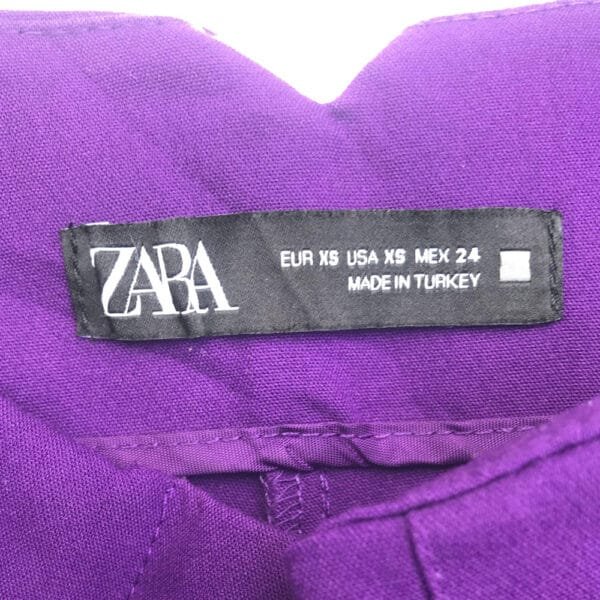 ZARA
EUR XS USA XS MEX 24
MADE IN TURKEY